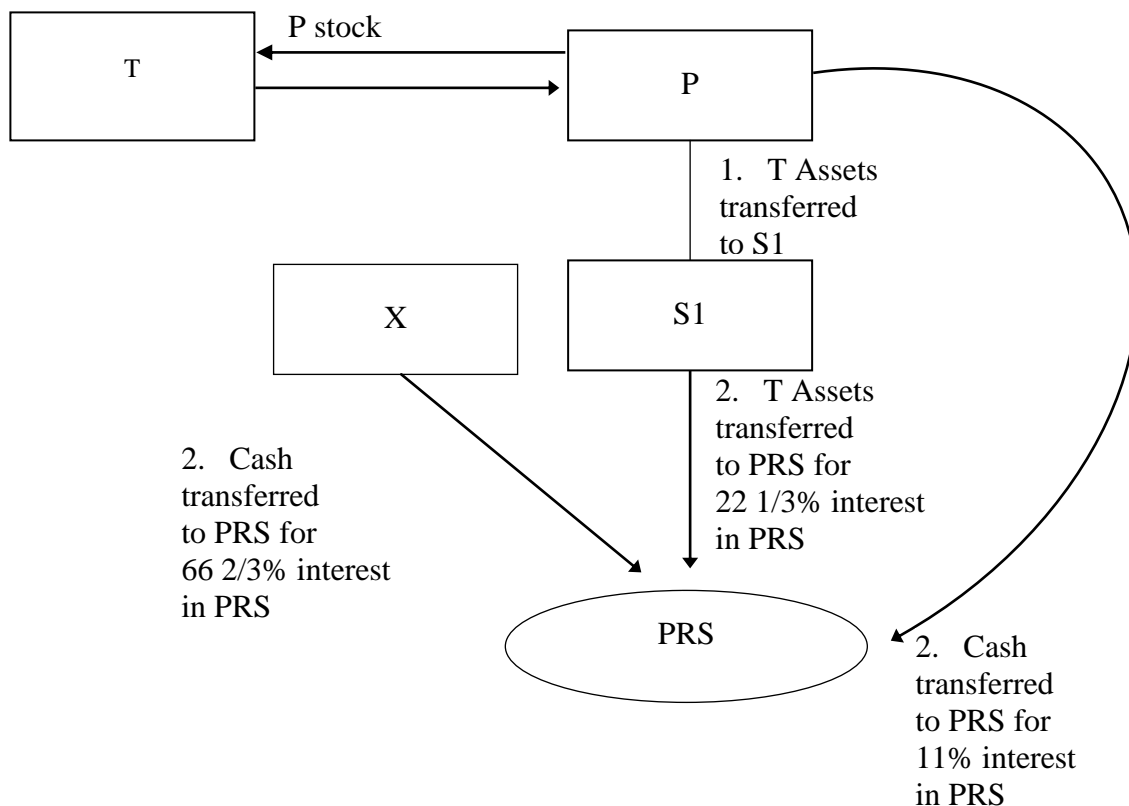 P stock
T
P
1. T Assets
transferred
to S1
X
S1
2. T Assets
transferred
to PRS for
22 1/3% interest
in PRS
2. Cash
transferred
to PRS for
66 2/3% interest
in PRS
PRS
2. Cash
transferred
to PRS for
11% interest
in PRS